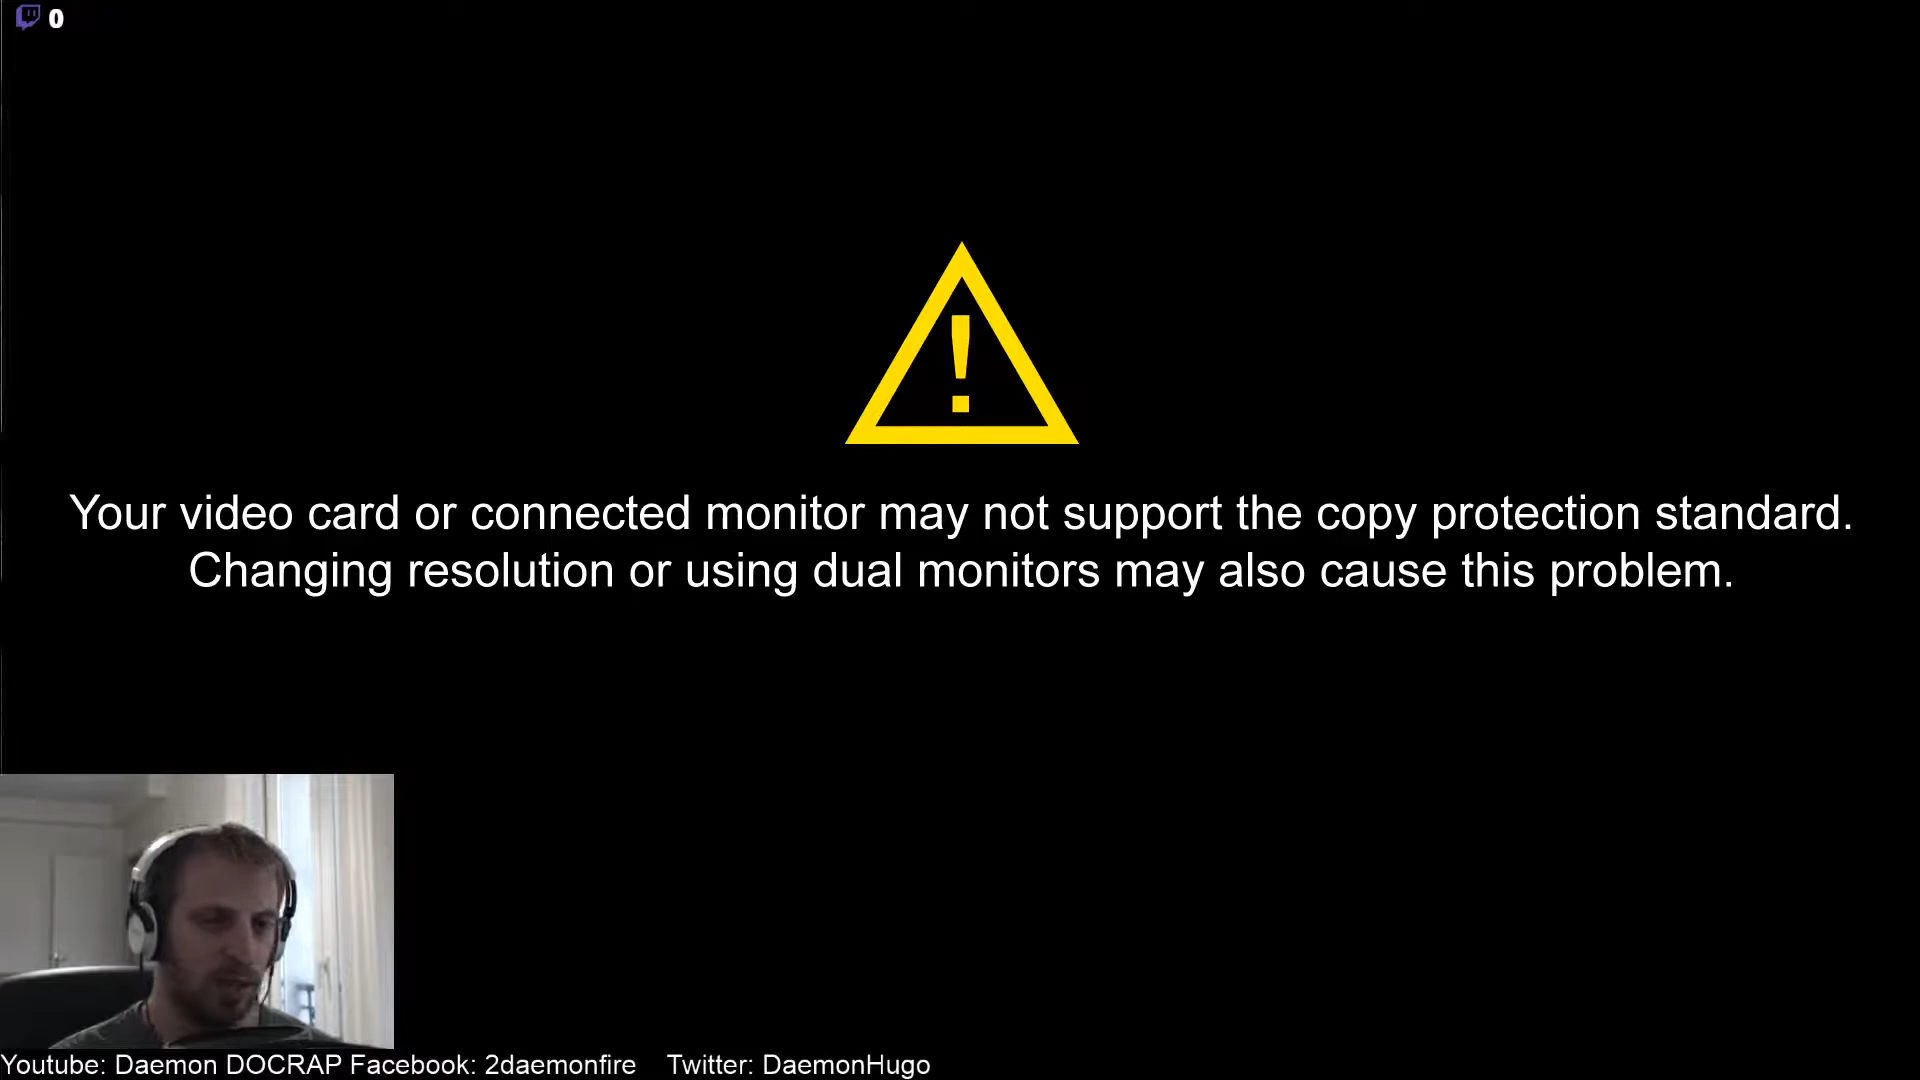 0
!
Your video card or connected monitor may not support the copy protection standard.
Changing resolution or using dual monitors may also cause this problem.
Youtube: Daemon DOCRAP Facebook: 2daemonfire Twitter: DaemonHugo